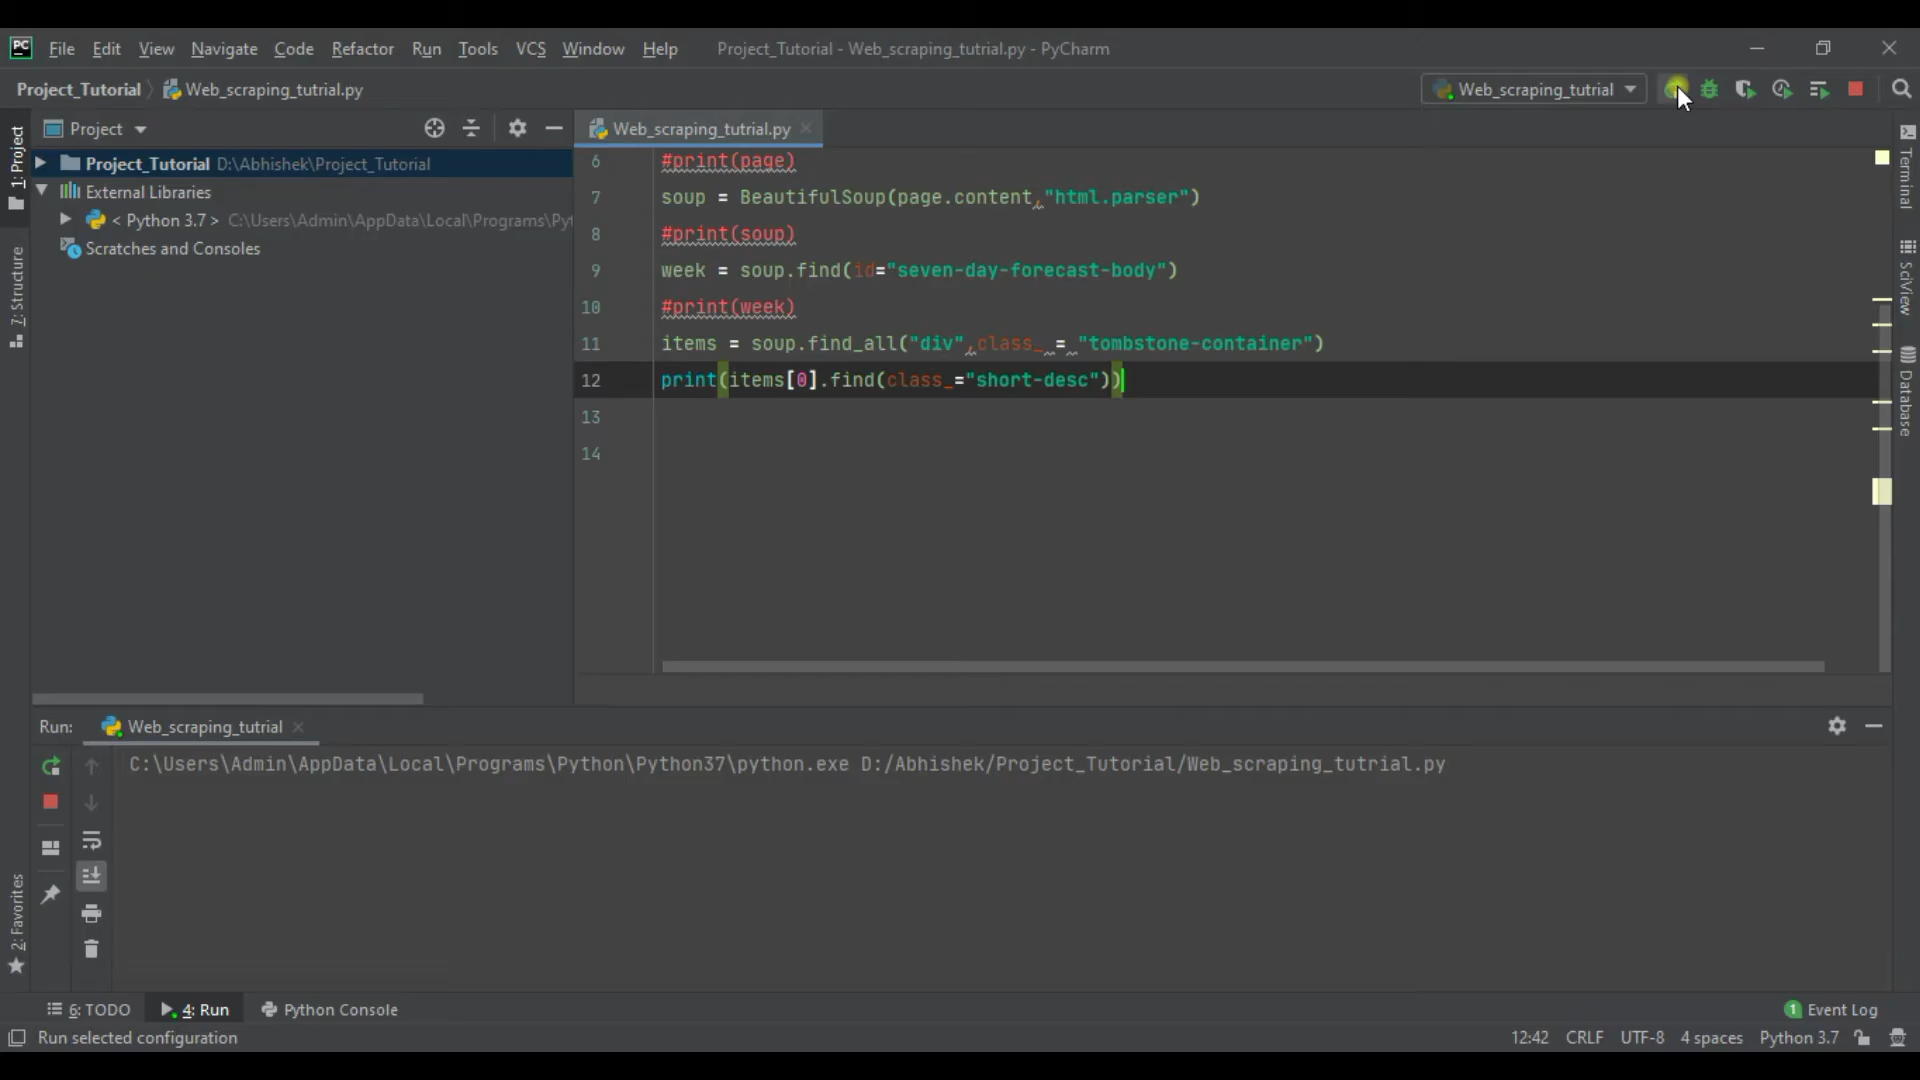 PC File Edit View Navigate Code Refactor Run Tools VCS Window Help Project_Tutorial - Web_scraping_tutrial.py - PyCharm
Project_Tutorial Web_scraping_tutrial.py Web_scraping_tutrial
1: Project
7: Structure
2: Favorites
Project
Project_Tutorial D:\Abhishek\Project_Tutorial
External Libraries
< Python 3.7 > C:\Users\Admin\AppData\Local\Programs\Pyt
Scratches and Consoles
Web_scraping_tutrial.py
6 #print(page)
7 soup = BeautifulSoup(page.content,"html.parser")
8 #print(soup)
9 week = soup.find(id="seven-day-forecast-body")
10 #print(week)
11 items = soup.find_all("div",class_ = "tombstone-container")
12 print(items[0].find(class_="short-desc"))
13
14
Terminal
SciView
Database
Run: Web_scraping_tutrial
C:\Users\Admin\AppData\Local\Programs\Python\Python37\python.exe D:/Abhishek/Project_Tutorial/Web_scraping_tutrial.py
6: TODO 4: Run Python Console 1 Event Log
Run selected configuration 12:42 CRLF UTF-8 4 spaces Python 3.7